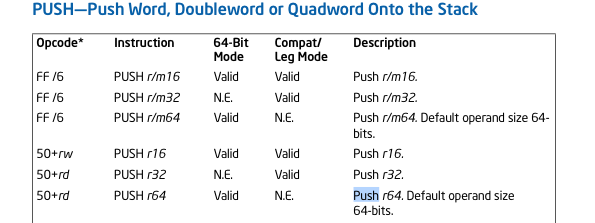 PUSH—Push Word, Doubleword or Quadword Onto the Stack
Opcode* Instruction 64-Bit Mode Compat/Leg Mode Description
FF /6 PUSH r/m16 Valid Valid Push r/m16.
FF /6 PUSH r/m32 N.E. Valid Push r/m32.
FF /6 PUSH r/m64 Valid N.E. Push r/m64. Default operand size 64-
bits.
50+rw PUSH r16 Valid Valid Push r16.
50+rd PUSH r32 N.E. Valid Push r32.
50+rd PUSH r64 Valid N.E. Push r64. Default operand size
64-bits.